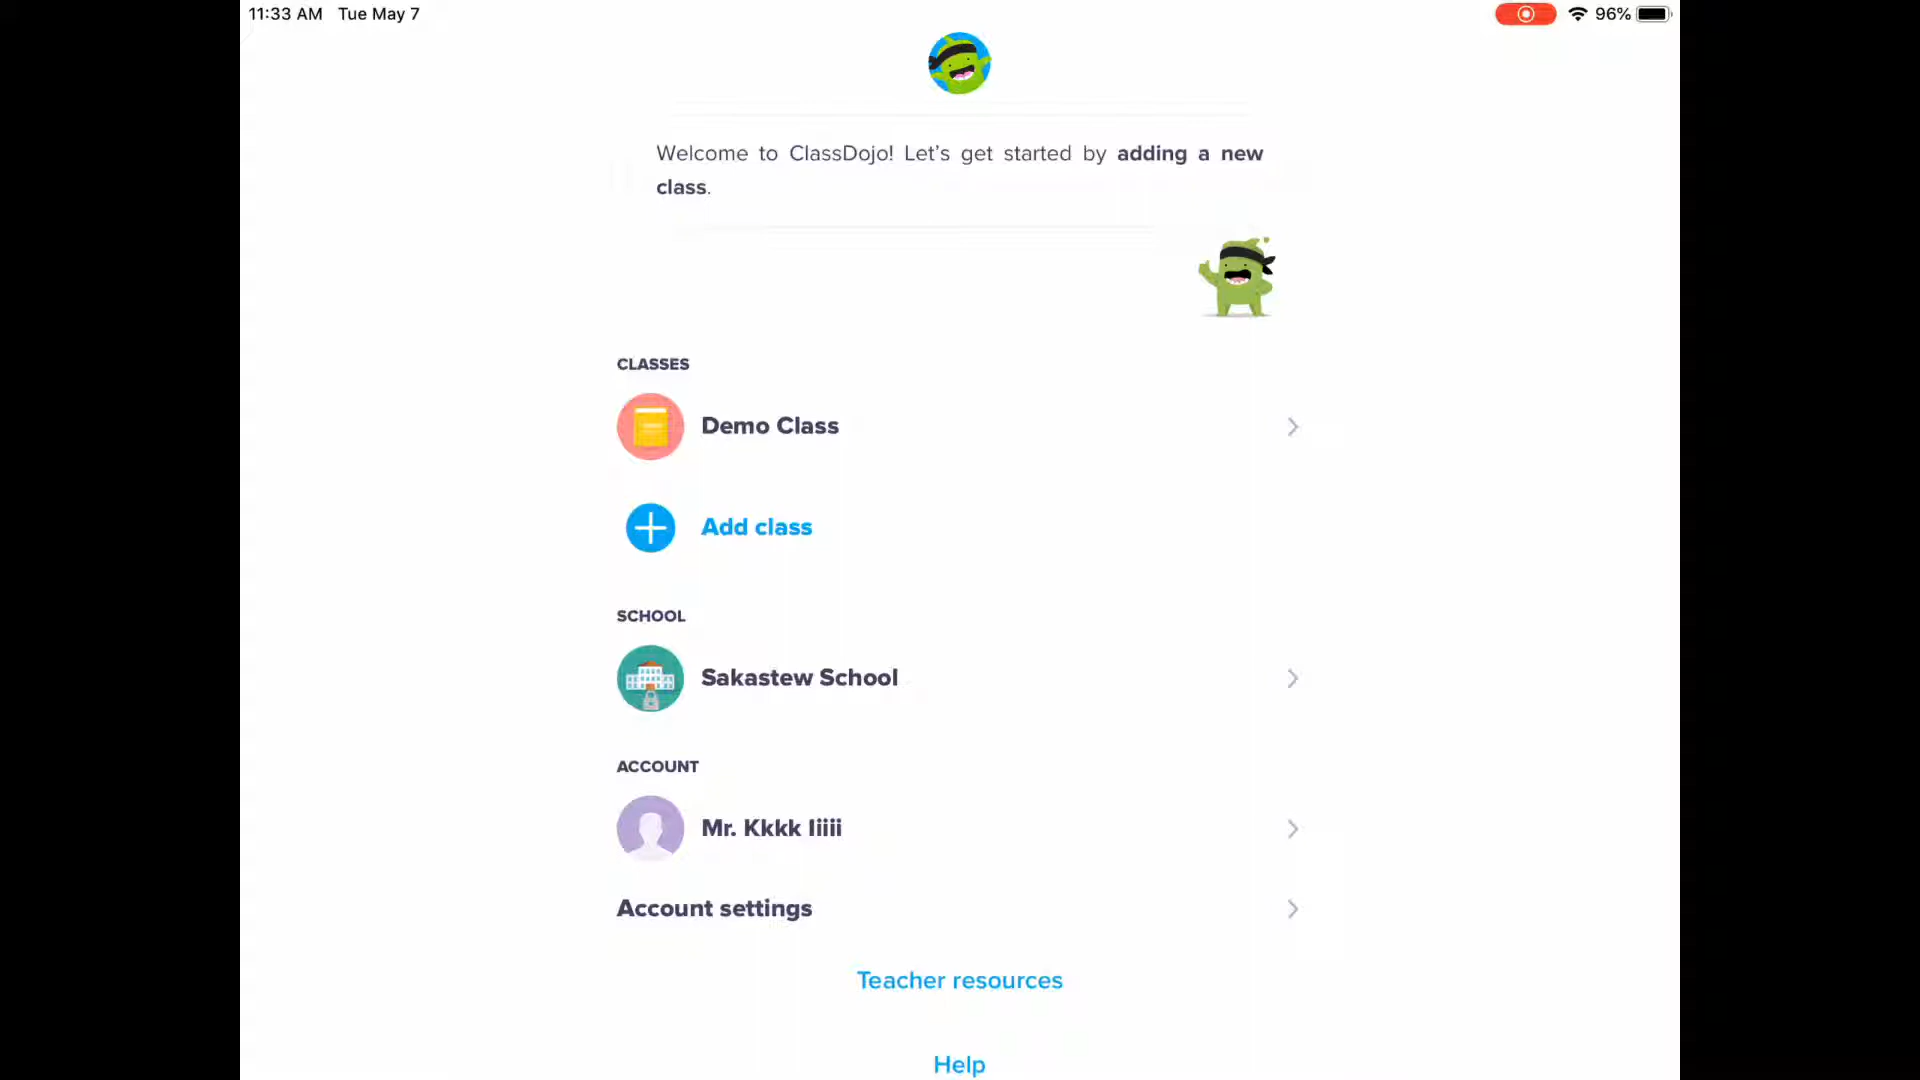 11:33 AM Tue May 7
96%
Welcome to ClassDojo! Let's get started by adding a new
class.
CLASSES
Demo Class
Add class
SCHOOL
Sakastew School
ACCOUNT
Mr. Kkkk Iiiii
Account settings
Teacher resources
Help